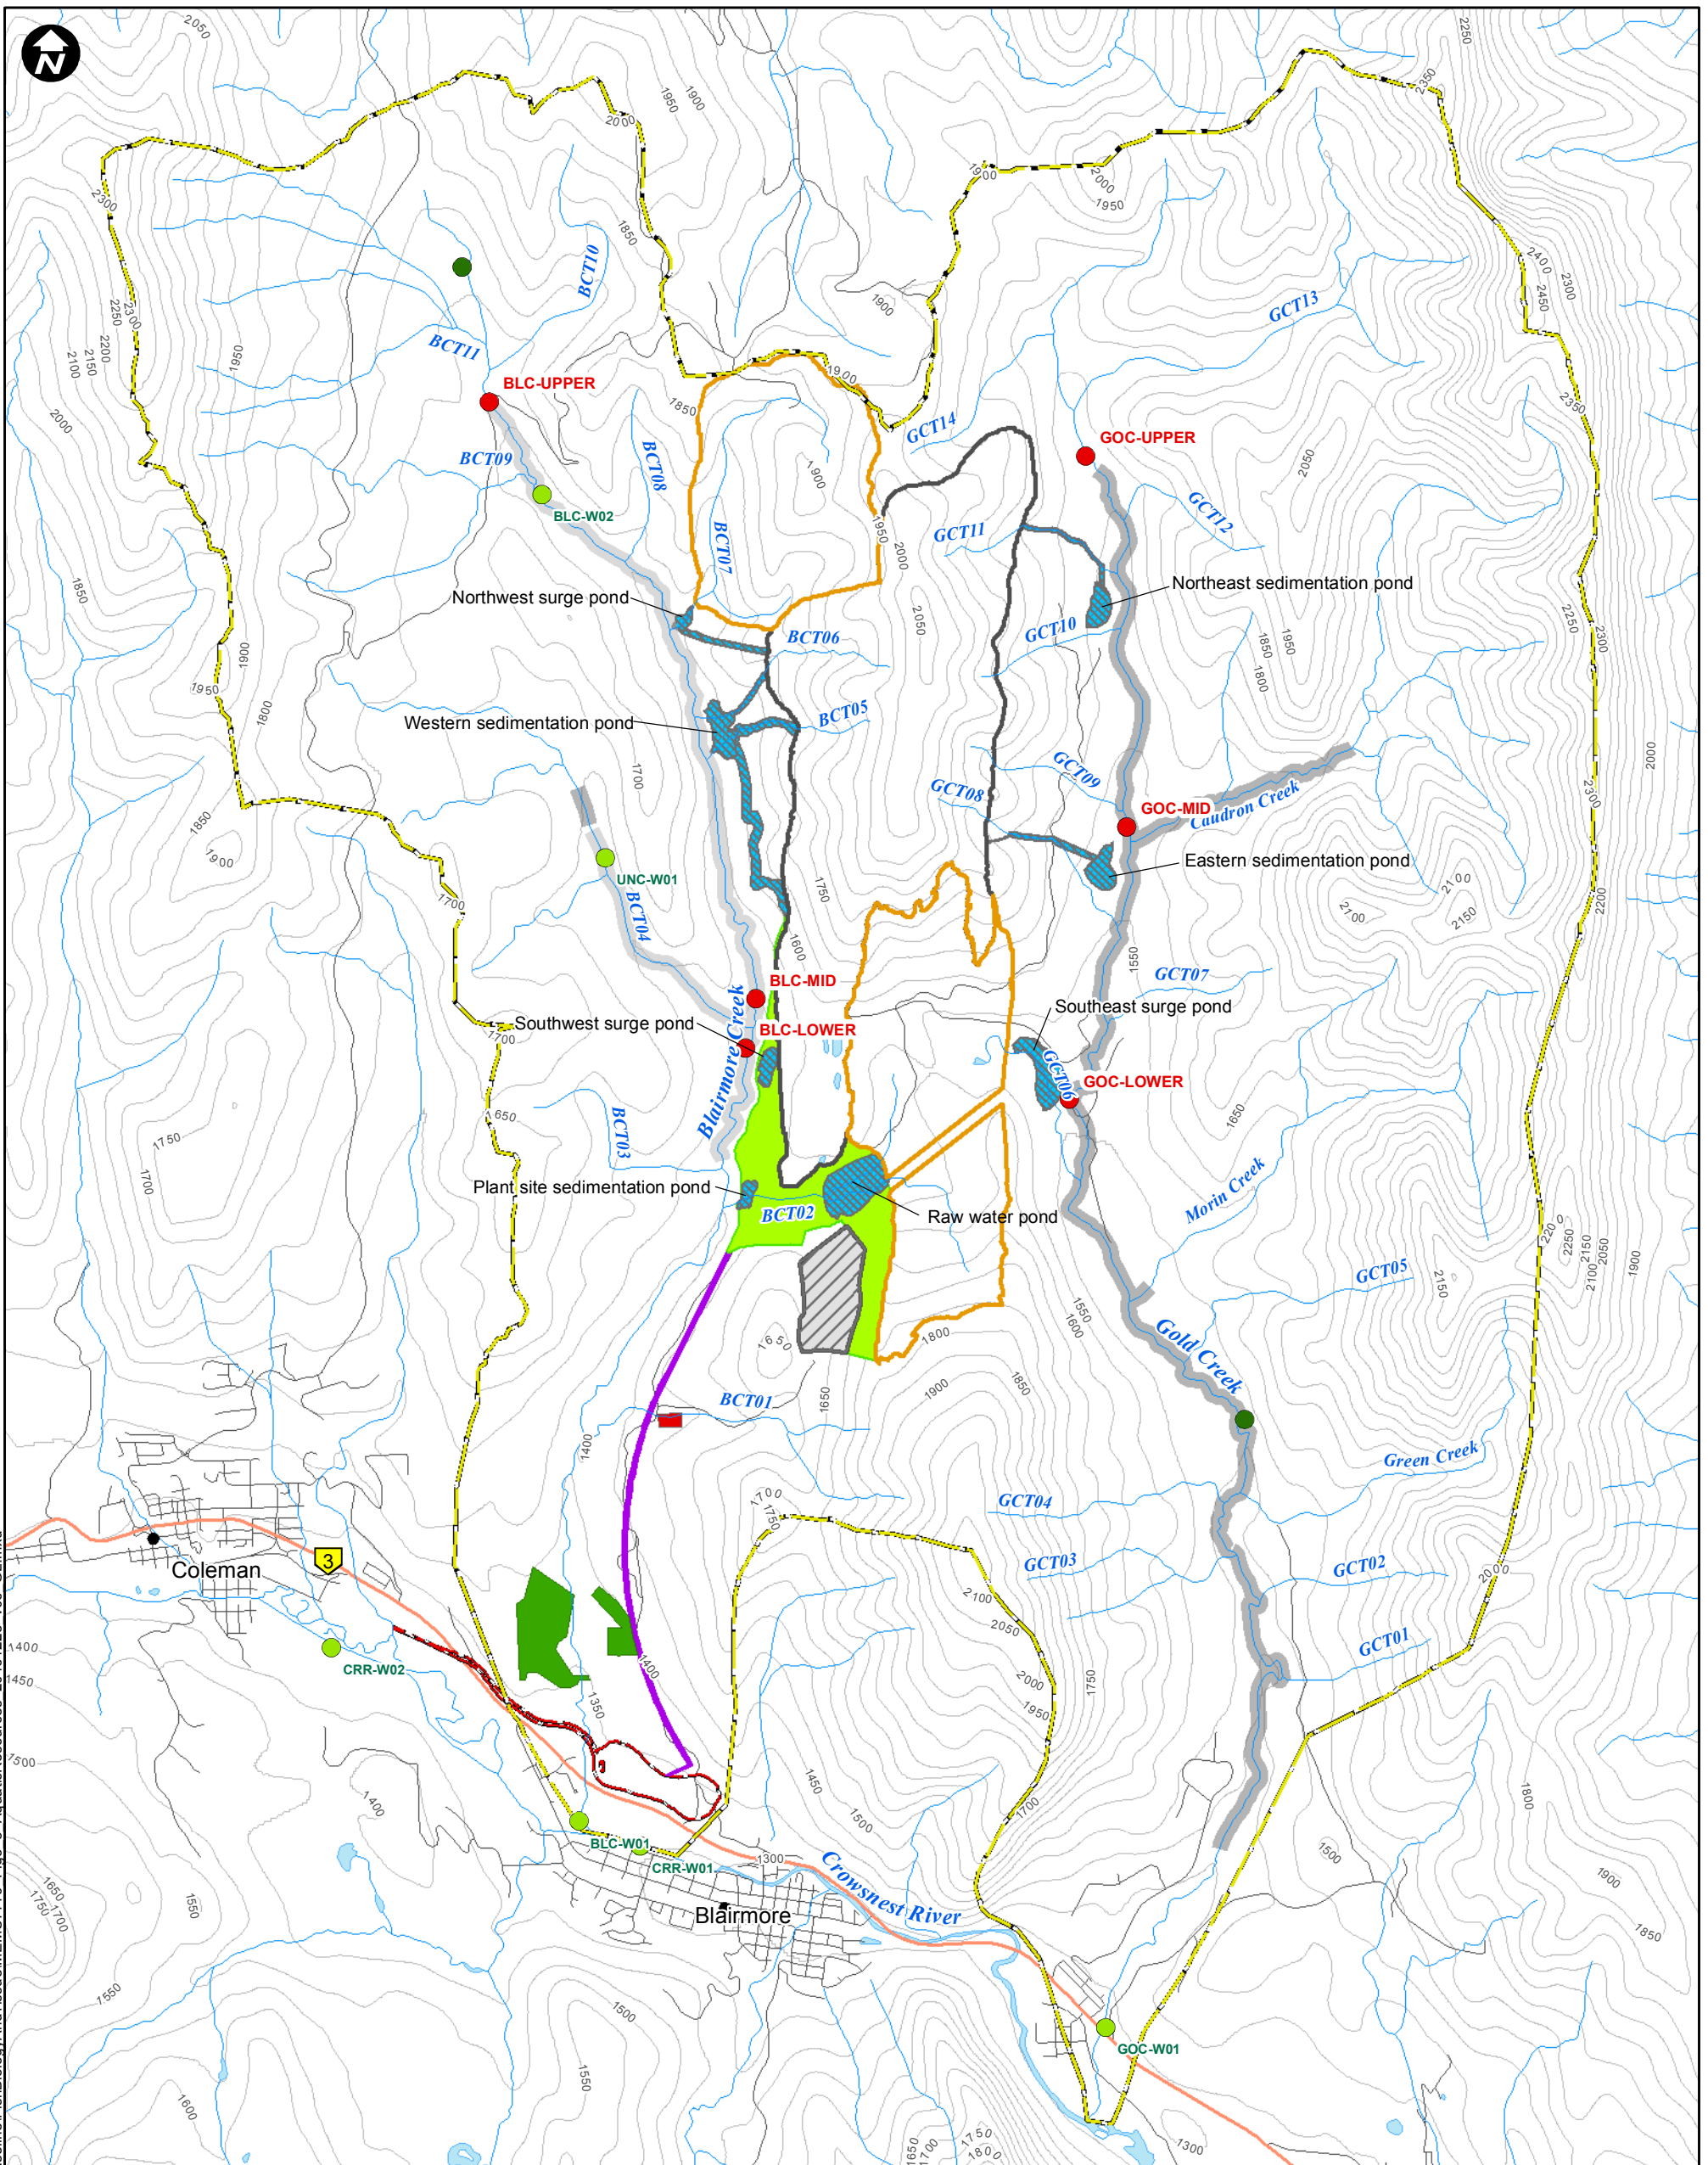 N
2050
2250
2350
1950
1900
2000
1900
2000
1950
2300
1850
BCT10
2400
2300
2450
2250
2300
2200
2150
2100
1950
1900
GCT13
BCT11
BLC-UPPER
1900
2350
2000
1850
GCT14
GOC-UPPER
BCT09
BCT08
1900
2050
GCT12
BLC-W02
BCT07
GCT11
1950
2000
Northeast sedimentation pond
1850
Northwest surge pond
2050
GCT10
2250
2300
BCT06
1850
1950
1900
1800
1950
BCT05
1800
Western sedimentation pond
1700
GCT09
2000
GCT08
2300
GOC-MID
Caudron Creek
1850
1900
Eastern sedimentation pond
UNC-W01
1750
2100
2100
2150
2200
1700
BCT04
1600
1550
GCT07
BLC-MID
Southeast surge pond
Southwest surge pond
1700
BLC-LOWER
Blairmore Creek
GCT06
GOC-LOWER
1650
BCT03
1650
1750
1700
Morin Creek
Plant site sedimentation pond
BCT02
Raw water pond
2200
2250
2150
2050
2100
1900
GCT05
2150
1550
1600
1650
1800
Gold Creek
1850
1900
BCT01
1650
1400
Green Creek
1700
1750
GCT04
3
Coleman
GCT03
GCT02
2000
2100
2050
GCT01
1400
1450
CRR-W02
1400
2000
1750
1350
1950
1500
1400
1450
1500
1700
1800
BLC-W01
CRR-W01
1300
1500
Crowsnest River
1900
1650
1750
1700
1550
Blairmore
1850
1550
1500
GOC-W01
1550
1600
1750
1800
1650
1700
1300